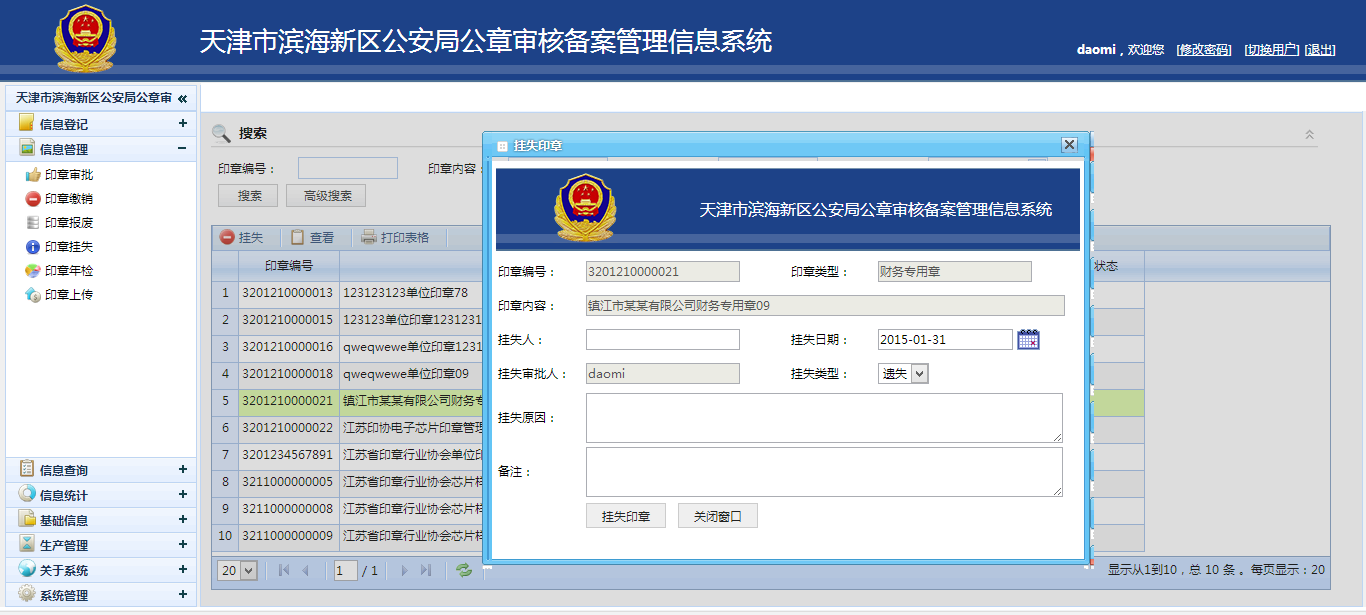 天津市滨海新区公安局公章审核备案管理信息系统
daomi，欢迎您 [修改密码] [切换用户] [退出]
天津市滨海新区公安局公章审 «
信息登记 +
信息管理 −
印章审批
印章缴销
印章报废
印章挂失
印章年检
印章上传
信息查询 +
信息统计 +
基础信息 +
生产管理 +
关于系统 +
系统管理 +
搜索
印章编号： 印章内容：
搜索 高级搜索
挂失 查看 打印表格
印章编号 状态
1 3201210000013 123123123单位印章78
2 3201210000015 123123单位印章1231231
3 3201210000016 qweqwewe单位印章1231
4 3201210000018 qweqwewe单位印章09
5 3201210000021 镇江市某某有限公司财务专
6 3201210000022 江苏印协电子芯片印章管理
7 3201234567891 江苏省印章行业协会单位印
8 3211000000005 江苏省印章行业协会芯片样
9 3211000000008 江苏省印章行业协会芯片样
10 3211000000009 江苏省印章行业协会芯片样
20 1 / 1 显示从1到10，总 10 条 。每页显示：20
挂失印章
天津市滨海新区公安局公章审核备案管理信息系统
印章编号： 3201210000021 印章类型： 财务专用章
印章内容： 镇江市某某有限公司财务专用章09
挂失人： 挂失日期： 2015-01-31
挂失审批人： daomi 挂失类型： 遗失
挂失原因：
备注：
挂失印章 关闭窗口